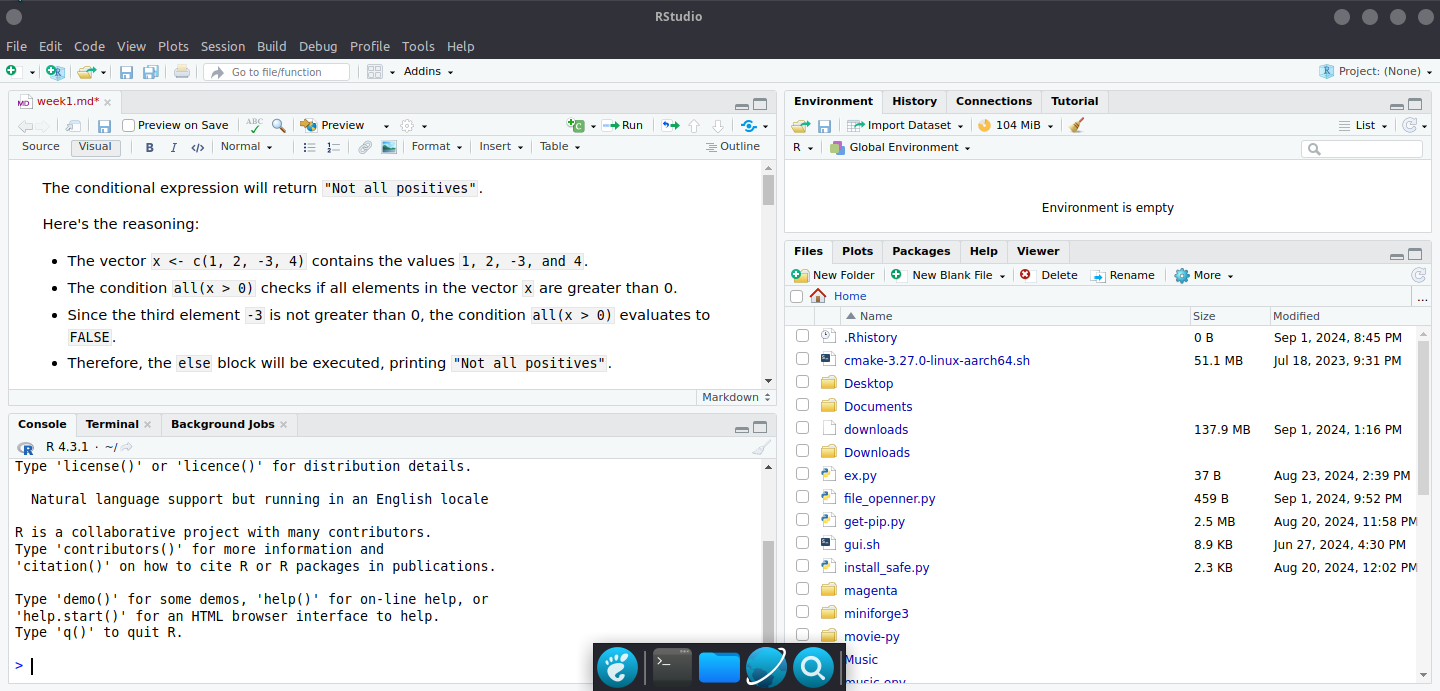 RStudio
File Edit Code View Plots Session Build Debug Profile Tools Help
Go to file/function Addins Project: (None)
MD week1.md*
Preview on Save ABC Preview Run
Source Visual B I </> Normal Format Insert Table Outline
The conditional expression will return "Not all positives".
Here's the reasoning:
• The vector x <- c(1, 2, -3, 4) contains the values 1, 2, -3, and 4.
• The condition all(x > 0) checks if all elements in the vector x are greater than 0.
• Since the third element -3 is not greater than 0, the condition all(x > 0) evaluates to
FALSE.
• Therefore, the else block will be executed, printing "Not all positives".
Markdown
Console Terminal Background Jobs
R 4.3.1 · ~/
Type 'license()' or 'licence()' for distribution details.
Natural language support but running in an English locale
R is a collaborative project with many contributors.
Type 'contributors()' for more information and
'citation()' on how to cite R or R packages in publications.
Type 'demo()' for some demos, 'help()' for on-line help, or
'help.start()' for an HTML browser interface to help.
Type 'q()' to quit R.
>
Environment History Connections Tutorial
Import Dataset 104 MiB List
R Global Environment
Environment is empty
Files Plots Packages Help Viewer
New Folder New Blank File Delete Rename More
Home ...
Name Size Modified
.Rhistory 0 B Sep 1, 2024, 8:45 PM
cmake-3.27.0-linux-aarch64.sh 51.1 MB Jul 18, 2023, 9:31 PM
Desktop
Documents
downloads 137.9 MB Sep 1, 2024, 1:16 PM
Downloads
ex.py 37 B Aug 23, 2024, 2:39 PM
file_openner.py 459 B Sep 1, 2024, 9:52 PM
get-pip.py 2.5 MB Aug 20, 2024, 11:58 PM
gui.sh 8.9 KB Jun 27, 2024, 4:30 PM
install_safe.py 2.3 KB Aug 20, 2024, 12:02 PM
magenta
miniforge3
movie-py
Music